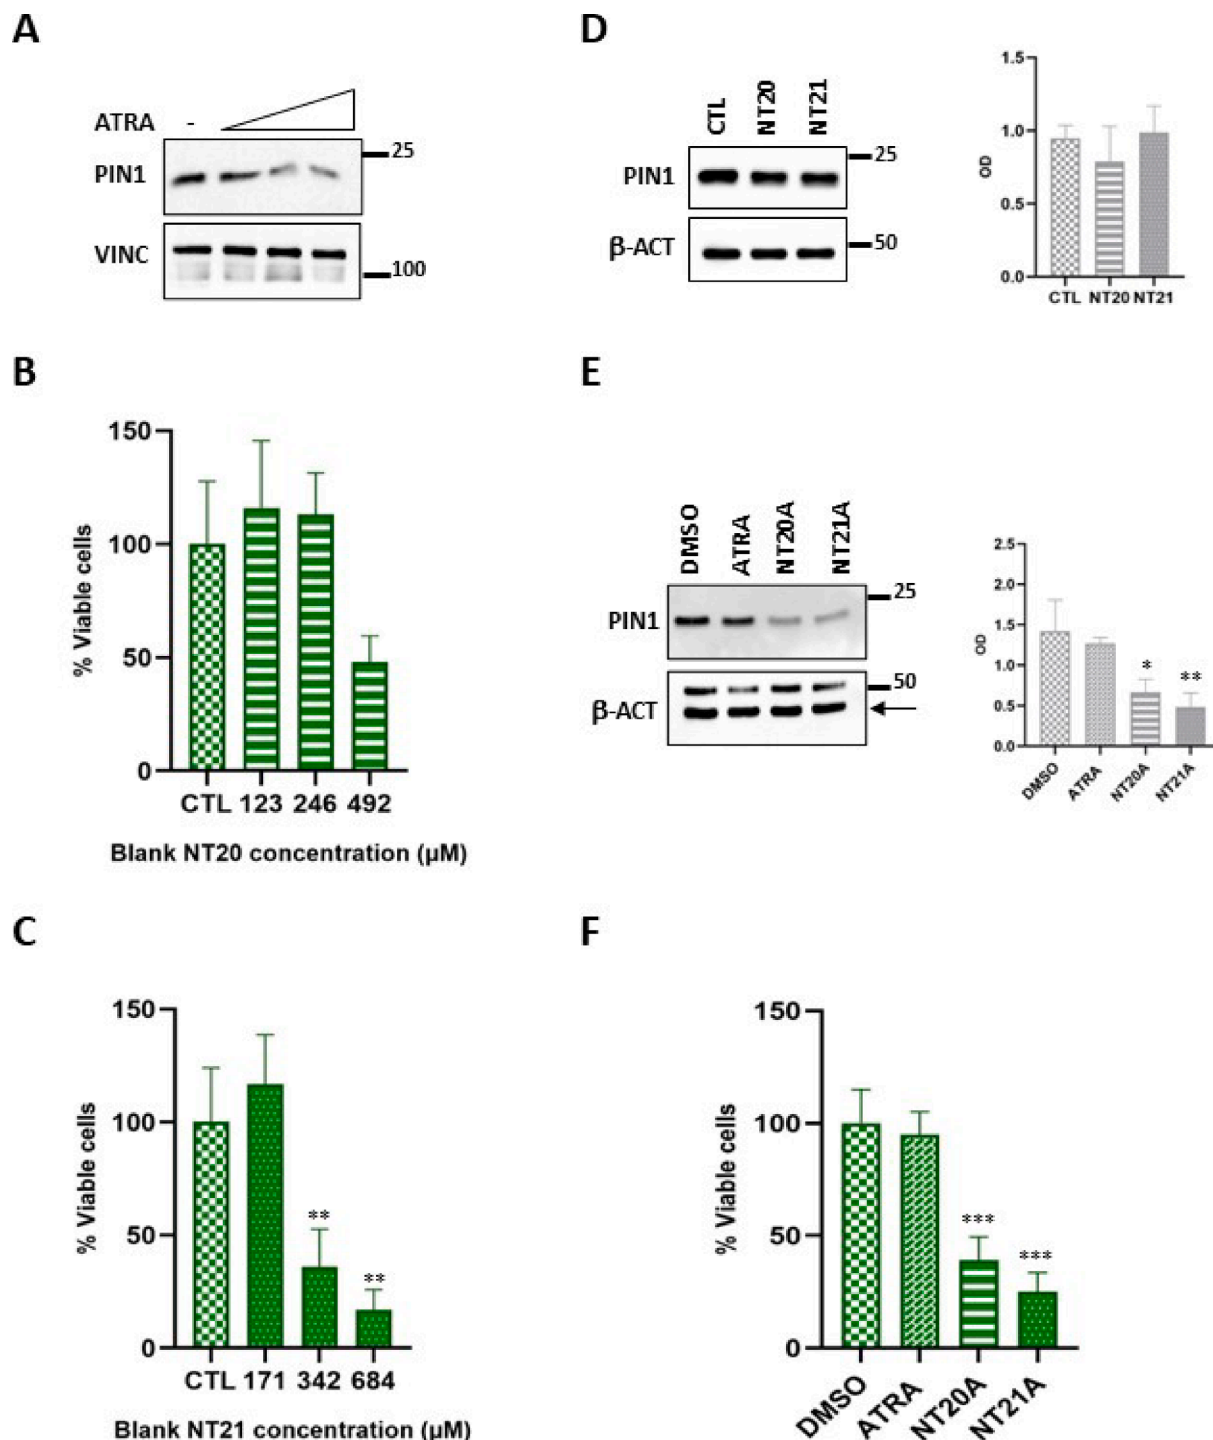 A
ATRA
-
PIN1
25
VINC
100
B
150
100
50
0
% Viable cells
CTL 123 246 492
Blank NT20 concentration (µM)
C
150
100
50
0
% Viable cells
**
**
CTL 171 342 684
Blank NT21 concentration (µM)
D
CTL
NT20
NT21
PIN1
25
β-ACT
50
1.5
1.0
0.5
0.0
OD
CTL NT20 NT21
E
DMSO
ATRA
NT20A
NT21A
PIN1
25
β-ACT
50
2.5
2.0
1.5
1.0
0.5
0.0
OD
*
**
DMSO
ATRA
NT20A
NT21A
F
150
100
50
0
% Viable cells
***
***
DMSO
ATRA
NT20A
NT21A